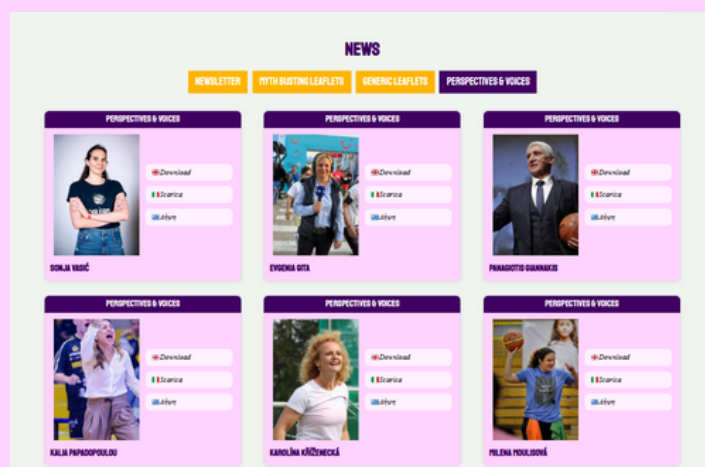 NEWS
NEWSLETTER MYTH BUSTING LEAFLETS GENERIC LEAFLETS PERSPECTIVES & VOICES
PERSPECTIVES & VOICES
Download
Scarica
SONJA VASIĆ
PERSPECTIVES & VOICES
Download
Scarica
EVGENIA GITA
PERSPECTIVES & VOICES
Download
Scarica
PANAGIOTIS GIANNAKIS
PERSPECTIVES & VOICES
Download
Scarica
KALIA PAPADOPOULOU
PERSPECTIVES & VOICES
Download
Scarica
KAROLÍNA KŘÍŽENECKÁ
PERSPECTIVES & VOICES
Download
Scarica
MILENA MOULISOVÁ